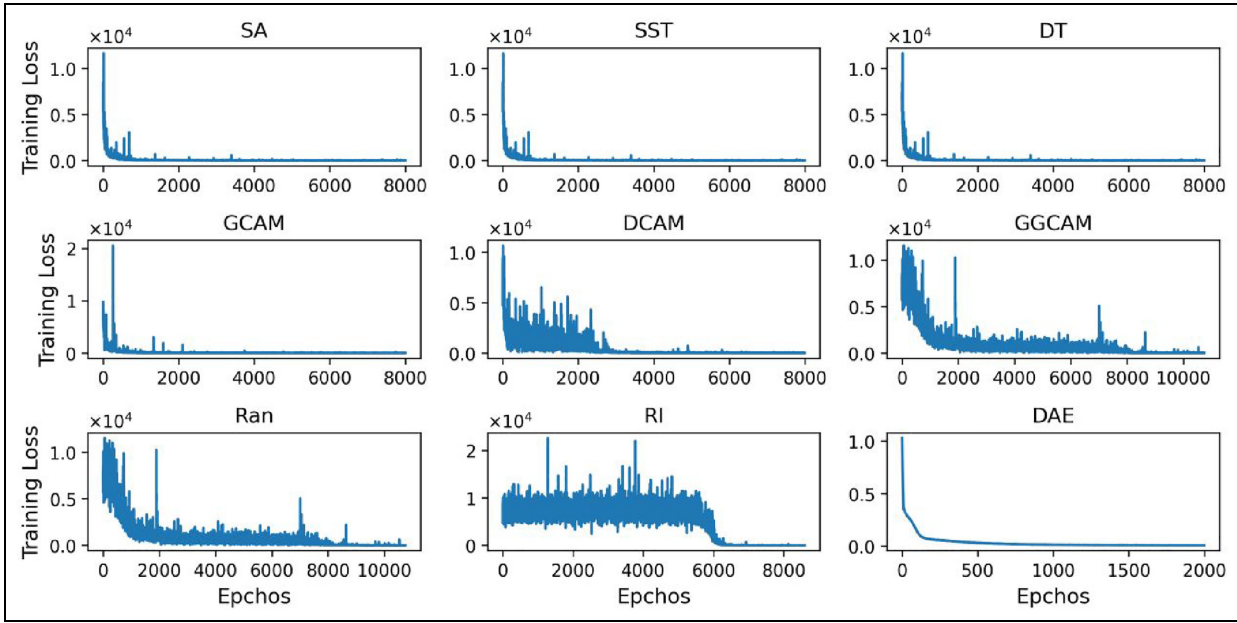 SA SST DT
×10⁴ ×10⁴ ×10⁴
Training Loss
1.0 1.0 1.0
0.5 0.5 0.5
0.0 0.0 0.0
0 2000 4000 6000 8000 0 2000 4000 6000 8000 0 2000 4000 6000 8000
GCAM DCAM GGCAM
×10⁴ ×10⁴ ×10⁴
Training Loss
2 1.0 1.0
1 0.5 0.5
0 0.0 0.0
0 2000 4000 6000 8000 0 2000 4000 6000 8000 0 2000 4000 6000 8000 10000
Ran RI DAE
×10⁴ ×10⁴
Training Loss
1.0 2 1.0
0.5 1 0.5
0.0 0 0.0
0 2000 4000 6000 8000 10000 0 2000 4000 6000 8000 0 500 1000 1500 2000
Epchos Epchos Epchos